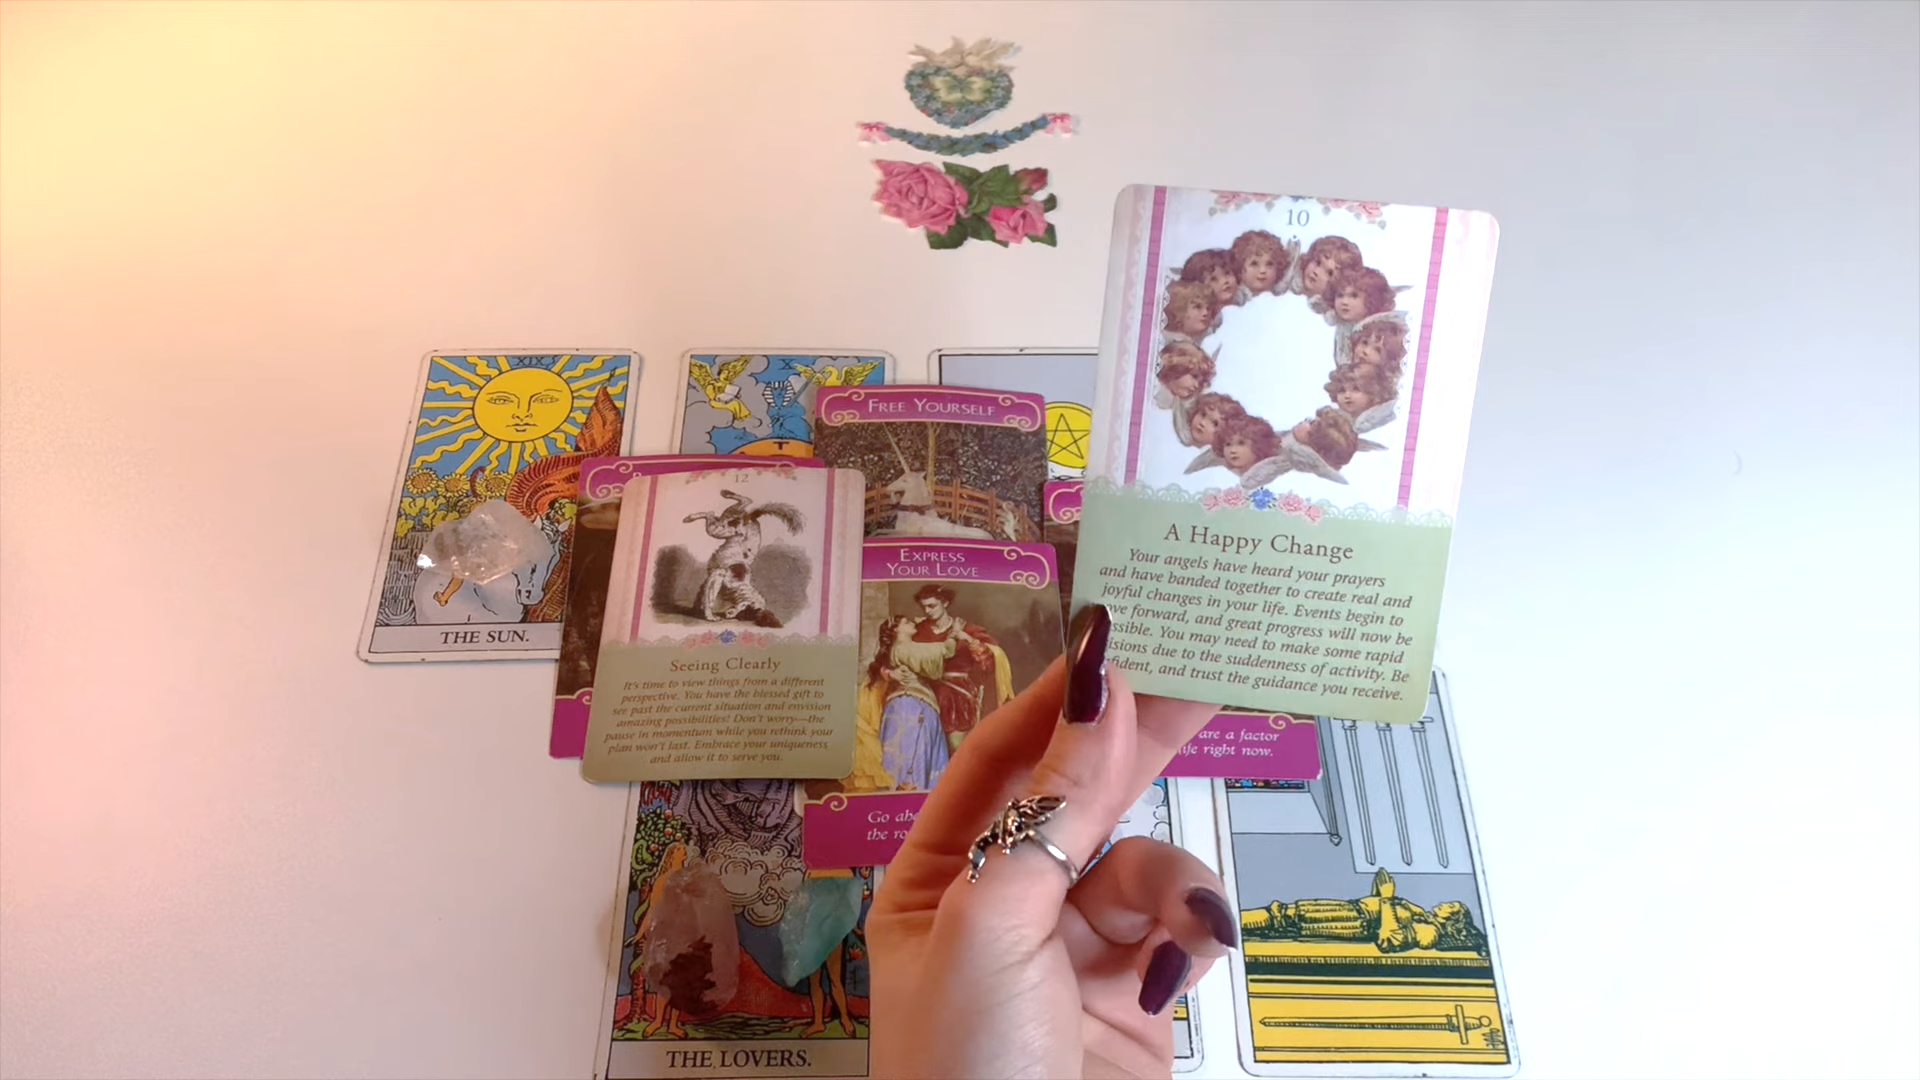 10
A Happy Change
Your angels have heard your prayers
and have banded together to create real and
joyful changes in your life. Events begin to
forward, and great progress will now be
You may need to make some rapid
due to the suddenness of activity. Be
and trust the guidance you receive.
XIX
THE SUN.
X
T
FREE YOURSELF
12
Seeing Clearly
It's time to view things from a different
perspective. You have the blessed gift to
see past the current situation and envision
amazing possibilities! Don't worry—the
pause in momentum while you rethink your
plan won't last. Embrace your uniqueness
and allow it to serve you.
EXPRESS
YOUR LOVE
Go
the
are a factor
life right now.
THE LOVERS.